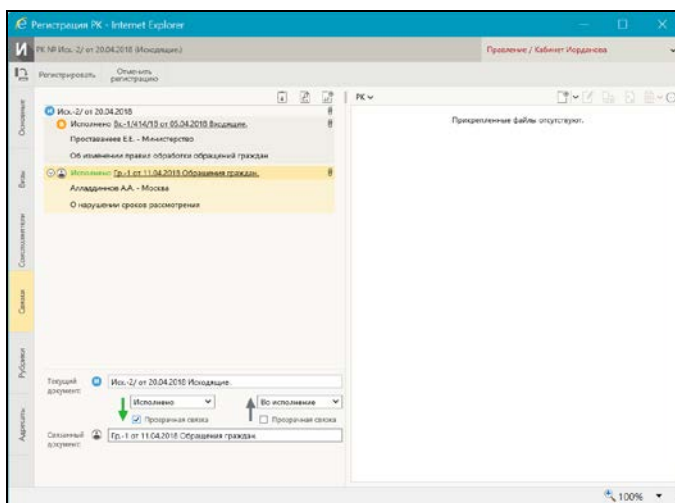 Регистрация РК - Internet Explorer
РК № Исх.-2/ от 20.04.2018 (Исходящие)
Правление / Кабинет Иорданова
Регистрировать
Отменить
регистрацию
РК
Исх.-2/ от 20.04.2018
Исполнено Вх.-1/414/18 от 05.04.2018 Входящие.
Министерство
Об изменении правил обработки обращений граждан
Исполнено Гр.-1 от 11.04.2018 Обращения граждан.
Алладдинов А.А. - Москва
О нарушении сроков рассмотрения
Прикрепленные файлы отсутствуют.
Основные
Визы
Соисполнители
Связки
Рубрики
Адресаты
Текущий
документ:
Исх.-2/ от 20.04.2018 Исходящие.
Исполнено
Во исполнение
Прозрачная связка
Прозрачная связка
Связанный
документ:
Гр.-1 от 11.04.2018 Обращения граждан.
100%